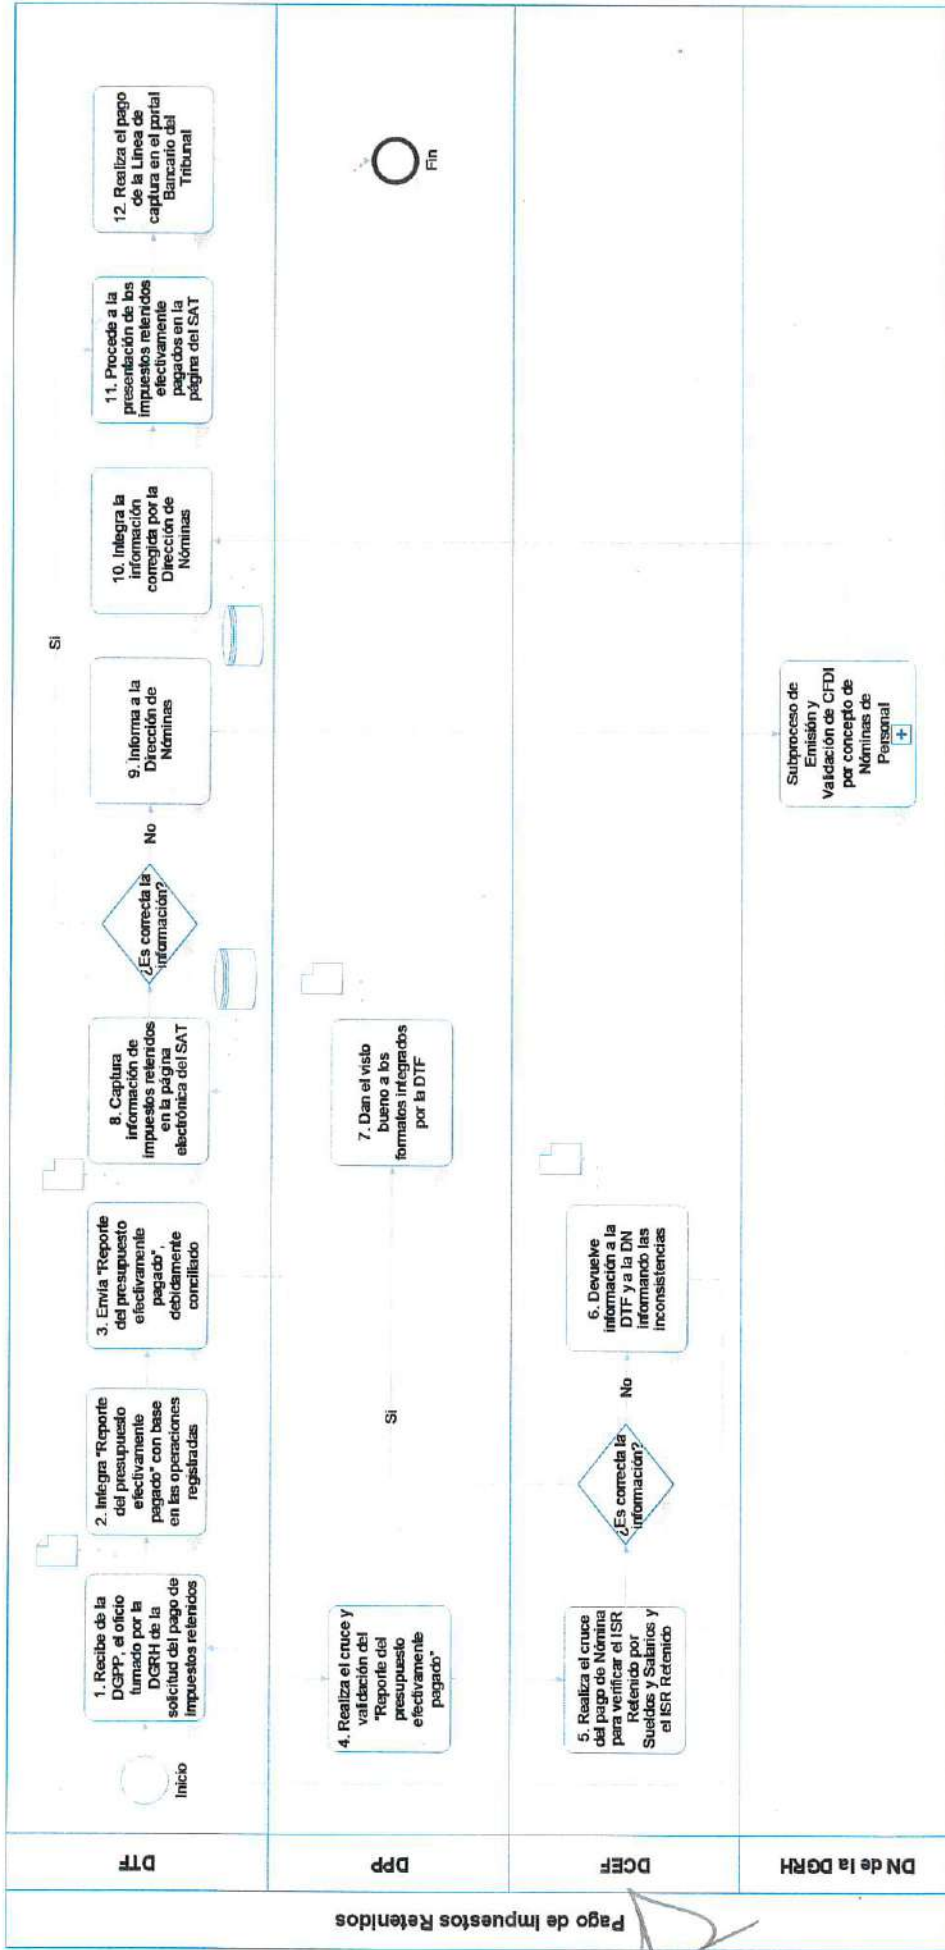 Pago de Impuestos Retenidos
DTF
Inicio
1. Recibe de la
DGPP, el oficio
turnado por la
DGRH de la
solicitud del pago de
impuestos retenidos
2. Integra "Reporte
del presupuesto
efectivamente
pagado" con base
en las operaciones
registradas
3. Envía "Reporte
del presupuesto
efectivamente
pagado",
debidamente
conciliado
8. Captura
información de
impuestos retenidos
en la página
electrónica del SAT
¿Es correcta la
información?
No
Si
9. Informa a la
Dirección de
Nóminas
10. Integra la
información
corregida por la
Dirección de
Nóminas
11. Procede a la
presentación de los
impuestos retenidos
efectivamente
pagados en la
página del SAT
12. Realiza el pago
de la Línea de
captura en el portal
Bancario del
Tribunal
DPP
4. Realiza el cruce y
validación del
"Reporte del
presupuesto
efectivamente
pagado"
Si
7. Dan el visto
bueno a los
formatos integrados
por la DTF
Fin
DCEF
5. Realiza el cruce
del pago de Nómina
para verificar el ISR
Retenido por
Sueldos y Salarios y
el ISR Retenido
¿Es correcta la
información?
No
6. Devuelve
información a la
DTF y a la DN
informando las
inconsistencias
DN de la DGRH
Subproceso de
Emisión y
Validación de CFDI
por concepto de
Nóminas de
Personal